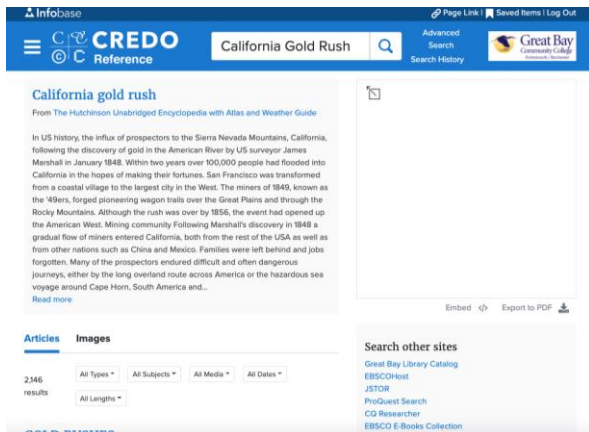 Infobase
Page Link | Saved Items | Log Out
CREDO
Reference
California Gold Rush
Advanced
Search
Search History
Great Bay
Community College
California gold rush
From The Hutchinson Unabridged Encyclopedia with Atlas and Weather Guide
In US history, the influx of prospectors to the Sierra Nevada Mountains, California,
following the discovery of gold in the American River by US surveyor James
Marshall in January 1848. Within two years over 100,000 people had flooded into
California in the hopes of making their fortunes. San Francisco was transformed
from a coastal village to the largest city in the West. The miners of 1849, known as
the '49ers, forged pioneering wagon trails over the Great Plains and through the
Rocky Mountains. Although the rush was over by 1856, the event had opened up
the American West. Mining community Following Marshall's discovery in 1848 a
gradual flow of miners entered California, both from the rest of the USA as well as
from other nations such as China and Mexico. Families were left behind and jobs
forgotten. Many of the prospectors endured difficult and often dangerous
journeys, either by the long overland route across America or the hazardous sea
voyage around Cape Horn, South America and...
Read more
Embed </> Export to PDF
Articles Images
2,146
results
All Types All Subjects All Media All Dates
All Lengths
Search other sites
Great Bay Library Catalog
EBSCOHost
JSTOR
ProQuest Search
CQ Researcher
EBSCO E-Books Collection
GOLD RUSHES